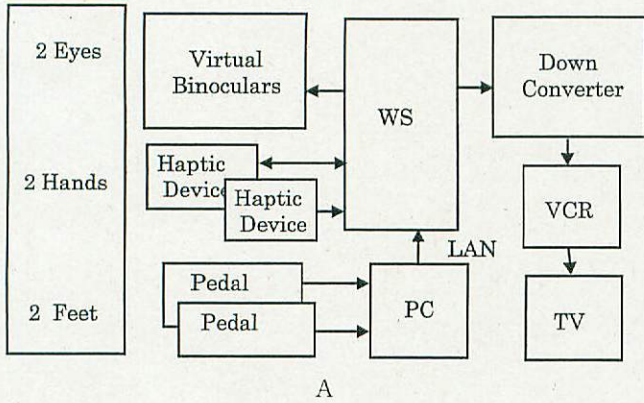 2 Eyes
2 Hands
2 Feet
Virtual
Binoculars
Haptic
Device
Haptic
Device
Pedal
Pedal
WS
LAN
PC
Down
Converter
VCR
TV
A